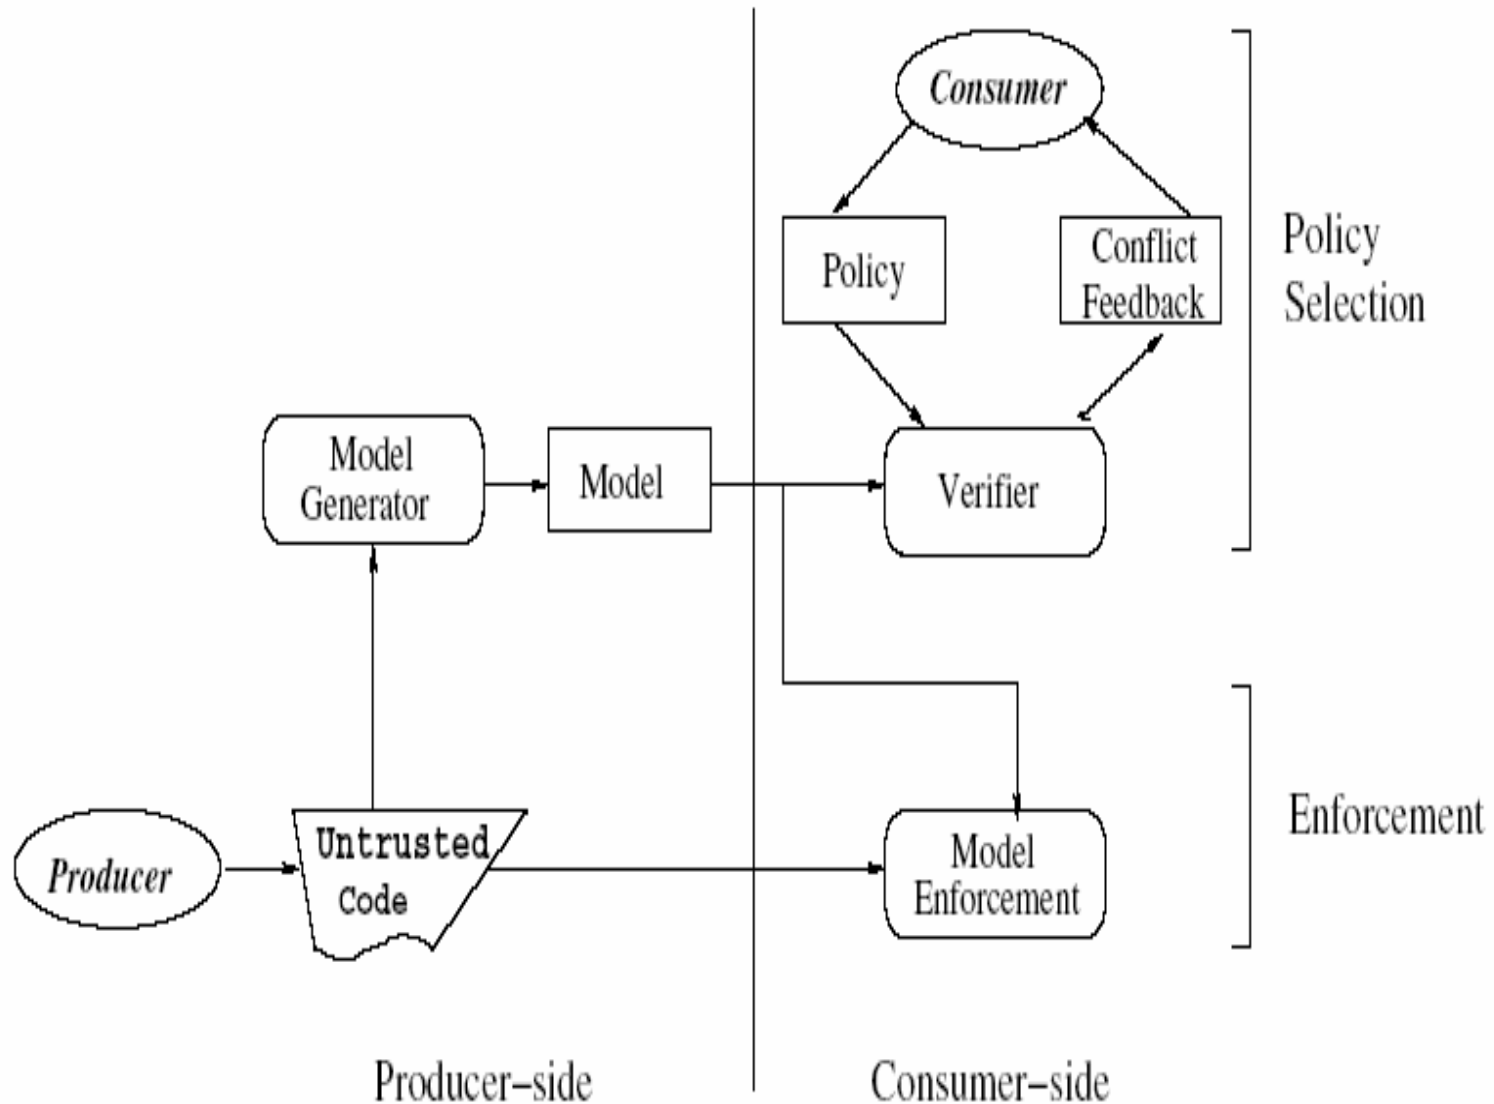 Consumer
Policy
Conflict
Feedback
Policy
Selection
Model
Generator
Model
Verifier
Producer
Untrusted
Code
Model
Enforcement
Enforcement
Producer-side
Consumer-side